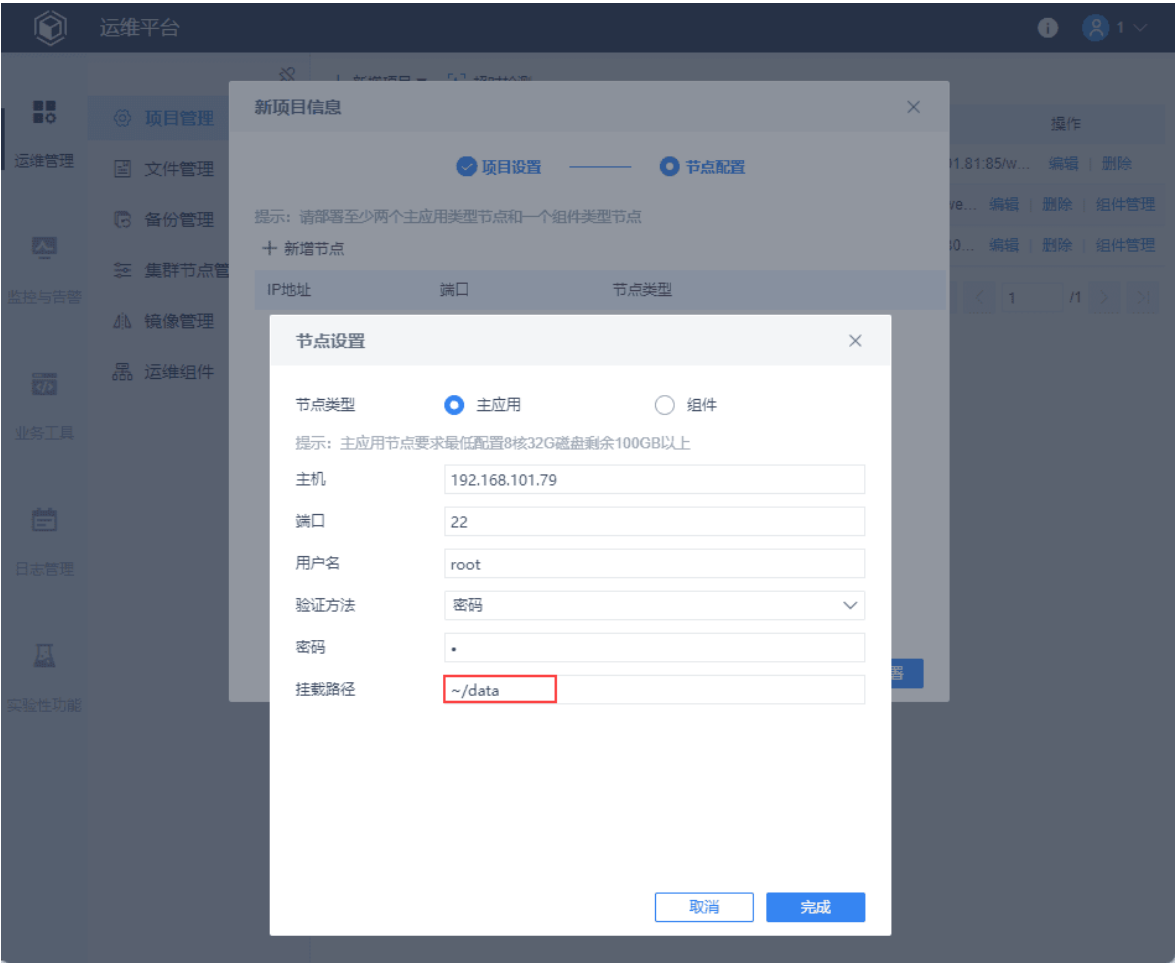 运维平台
1
新增项目
运维管理
项目管理
新项目信息
操作
文件管理
项目设置
节点配置
01.81:85/w... 编辑 删除
备份管理
提示：请部署至少两个主应用类型节点和一个组件类型节点
we... 编辑 删除 组件管理
新增节点
监控与告警
集群节点管
80... 编辑 删除 组件管理
IP地址 端口 节点类型
1 /1
镜像管理
节点设置
运维组件
业务工具
节点类型 主应用 组件
提示：主应用节点要求最低配置8核32G磁盘剩余100GB以上
主机 192.168.101.79
端口 22
日志管理
用户名 root
验证方法 密码
密码 •
挂载路径 ~/data
实验性功能
取消 完成